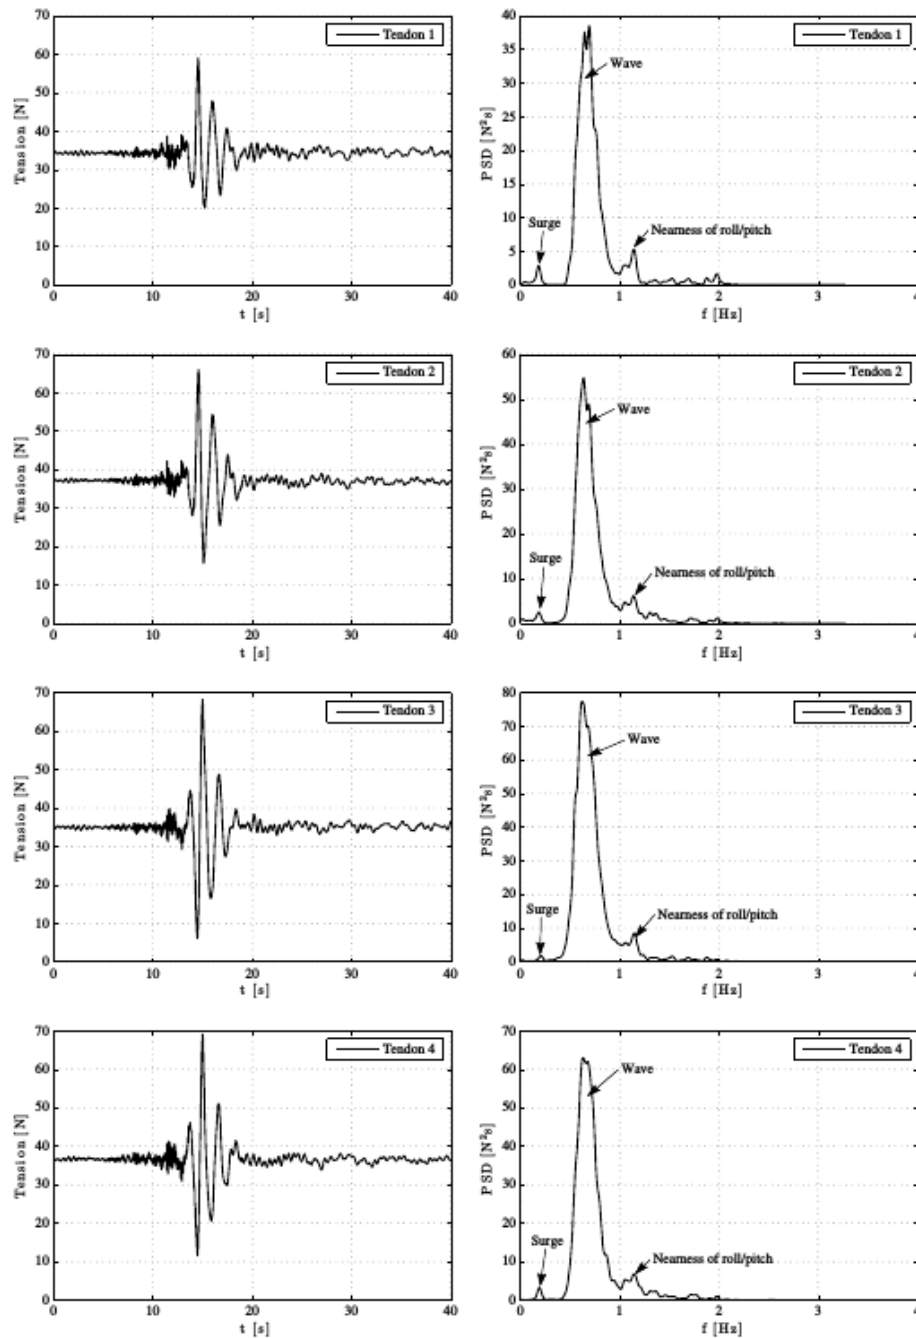 70
60
50
40
30
20
10
0
Tension [N]
Tendon 1
0 10 20 30 40
t [s]
40
35
30
25
20
15
10
5
0
PSD [N²s]
Tendon 1
Wave
Surge
Nearness of roll/pitch
0 1 2 3 4
f [Hz]
70
60
50
40
30
20
10
0
Tension [N]
Tendon 2
0 10 20 30 40
t [s]
60
50
40
30
20
10
0
PSD [N²s]
Tendon 2
Wave
Surge
Nearness of roll/pitch
0 1 2 3 4
f [Hz]
70
60
50
40
30
20
10
0
Tension [N]
Tendon 3
0 10 20 30 40
t [s]
80
70
60
50
40
30
20
10
0
PSD [N²s]
Tendon 3
Wave
Surge
Nearness of roll/pitch
0 1 2 3 4
f [Hz]
70
60
50
40
30
20
10
0
Tension [N]
Tendon 4
0 10 20 30 40
t [s]
70
60
50
40
30
20
10
0
PSD [N²s]
Tendon 4
Wave
Surge
Nearness of roll/pitch
0 1 2 3 4
f [Hz]